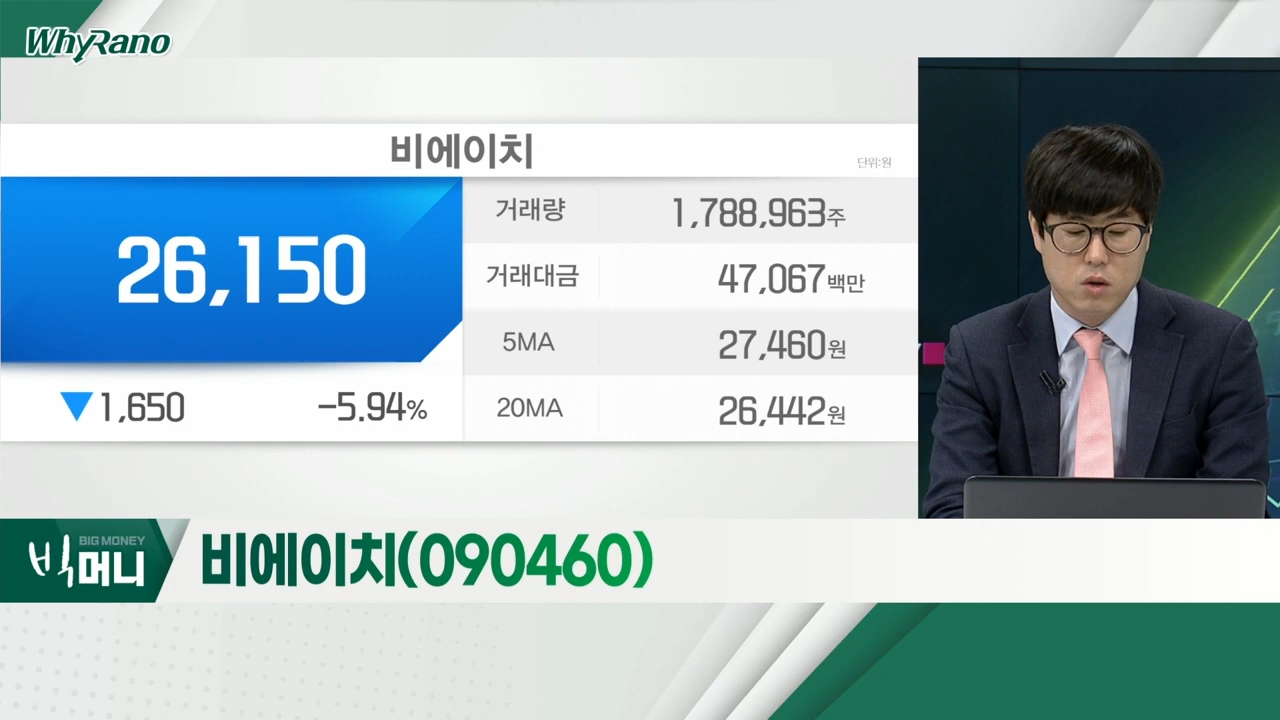 WhyRano
비에이치
단위:원
26,150
▼1,650 -5.94%
거래량 1,788,963주
거래대금 47,067백만
5MA 27,460원
20MA 26,442원
BIG MONEY
빅머니
비에이치(090460)